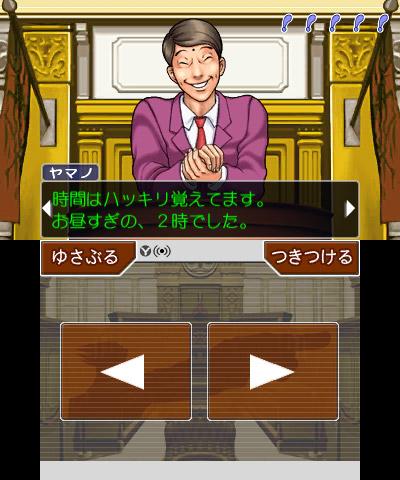 ！！！！！
ヤマノ
時間はハッキリ覚えてます。
お昼すぎの、２時でした。
ゆさぶる
Y
つきつける